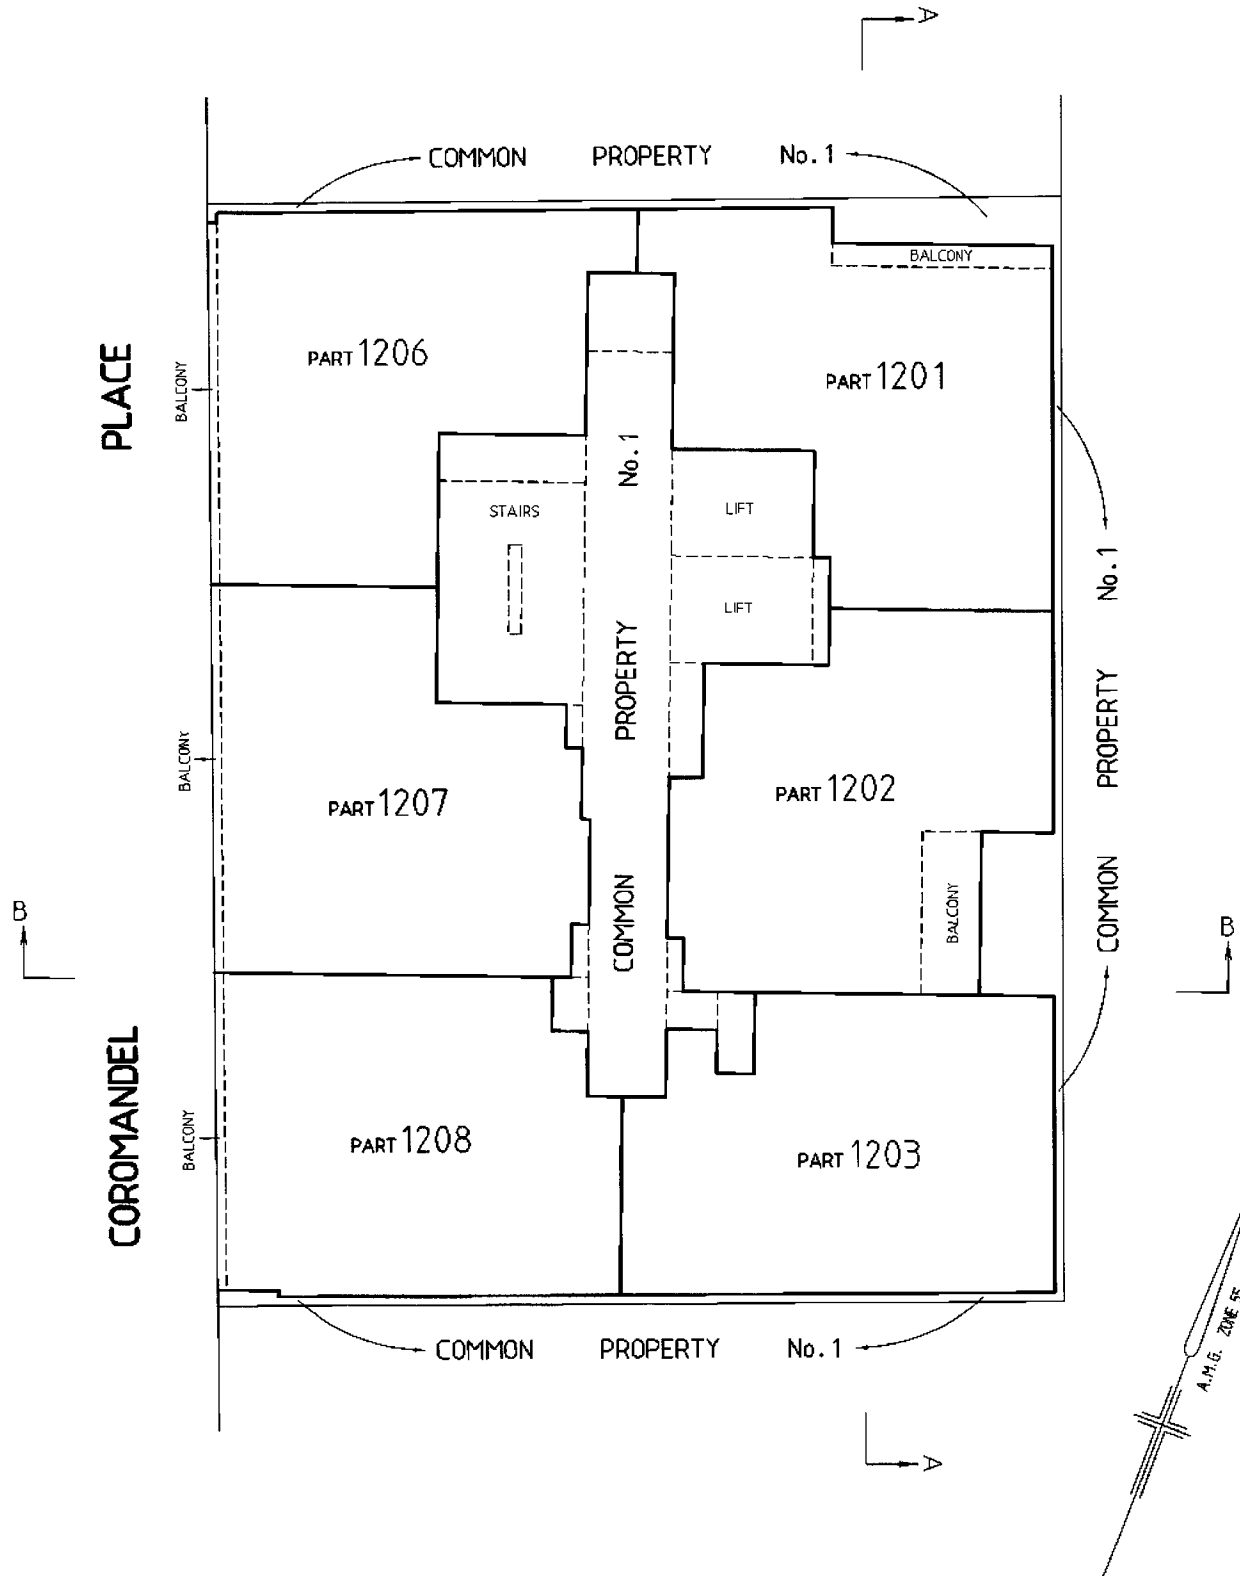 A
COMMON PROPERTY No. 1
BALCONY
PART 1206
PART 1201
PLACE
BALCONY
No. 1
STAIRS
LIFT
LIFT
COMMON PROPERTY No. 1
PROPERTY
BALCONY
PART 1207
PART 1202
COMMON
BALCONY
B
B
COROMANDEL
BALCONY
PART 1208
PART 1203
COMMON PROPERTY No. 1
A.M.G. ZONE 55
A